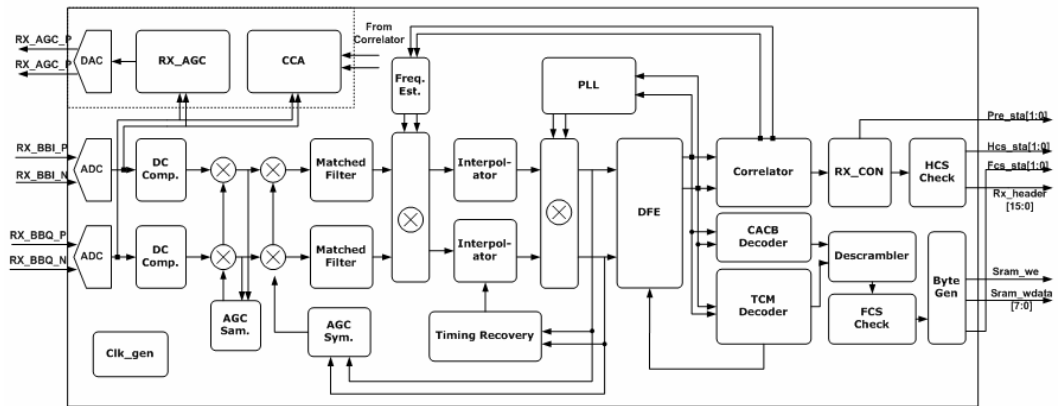 From
Correlator
RX_AGC_P
RX_AGC_P
DAC
RX_AGC
CCA
Freq.
Est.
PLL
Pre_sta[1:0]
RX_BBI_P
RX_BBI_N
ADC
DC
Comp.
Matched
Filter
Interpol-
ator
DFE
Correlator
RX_CON
HCS
Check
Hcs_sta[1:0]
Fcs_sta[1:0]
Rx_header
[15:0]
RX_BBQ_P
RX_BBQ_N
ADC
DC
Comp.
Matched
Filter
Interpol-
ator
CACB
Decoder
Descrambler
Byte
Gen
Sram_we
Sram_wdata
[7:0]
AGC
Sam.
AGC
Sym.
Timing Recovery
TCM
Decoder
FCS
Check
Clk_gen